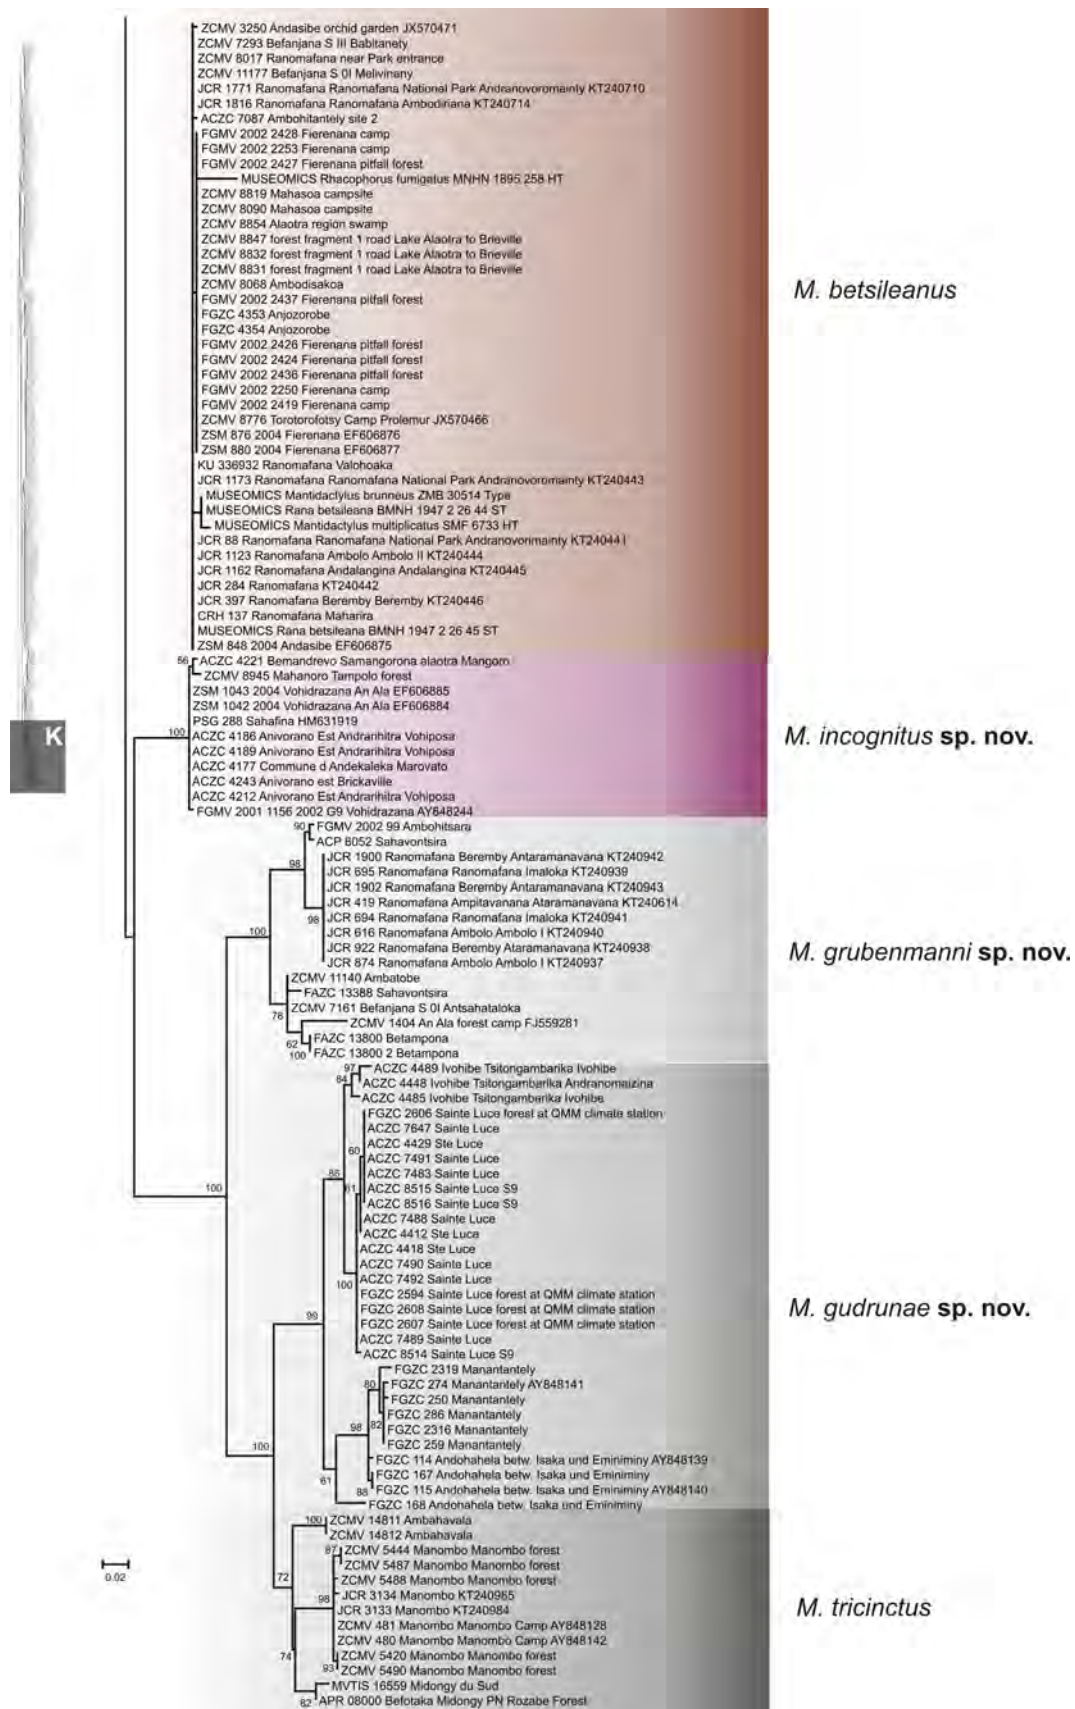 ZCMV 3250 Andasibe orchid garden JX570471
ZCMV 7293 Befanjana S III Babitanety
ZCMV 8017 Ranomafana near Park entrance
ZCMV 11177 Befanjana S 0I Melivinany
JCR 1771 Ranomafana Ranomafana National Park Andranovoromainty KT240710
JCR 1816 Ranomafana Ranomafana Ambodiriana KT240714
ACZC 7087 Ambohitantely site 2
FGMV 2002 2428 Fierenana camp
FGMV 2002 2253 Fierenana camp
FGMV 2002 2427 Fierenana pitfall forest
MUSEOMICS Rhacophorus fumigatus MNHN 1895 258 HT
ZCMV 8819 Mahasoa campsite
ZCMV 8090 Mahasoa campsite
ZCMV 8854 Alaotra region swamp
ZCMV 8847 forest fragment 1 road Lake Alaotra to Brieville
ZCMV 8832 forest fragment 1 road Lake Alaotra to Brieville
ZCMV 8831 forest fragment 1 road Lake Alaotra to Brieville
ZCMV 8068 Ambodisakoa
M. betsileanus
FGMV 2002 2437 Fierenana pitfall forest
FGZC 4353 Anjozorobe
FGZC 4354 Anjozorobe
FGMV 2002 2426 Fierenana pitfall forest
FGMV 2002 2424 Fierenana pitfall forest
FGMV 2002 2436 Fierenana pitfall forest
FGMV 2002 2250 Fierenana camp
FGMV 2002 2419 Fierenana camp
ZCMV 8776 Torotorofotsy Camp Prolemur JX570466
ZSM 876 2004 Fierenana EF606876
ZSM 880 2004 Fierenana EF606877
KU 336932 Ranomafana Valohoaka
JCR 1173 Ranomafana Ranomafana National Park Andranovoromainty KT240443
MUSEOMICS Mantidactylus brunneus ZMB 30514 Type
MUSEOMICS Rana betsileana BMNH 1947 2 26 44 ST
MUSEOMICS Mantidactylus multiplicatus SMF 6733 HT
JCR 88 Ranomafana Ranomafana National Park Andranovorimainty KT240441
JCR 1123 Ranomafana Ambolo Ambolo II KT240444
JCR 1162 Ranomafana Andalangina Andalangina KT240445
JCR 284 Ranomafana KT240442
JCR 397 Ranomafana Beremby Beremby KT240446
CRH 137 Ranomafana Maharira
MUSEOMICS Rana betsileana BMNH 1947 2 26 45 ST
ZSM 848 2004 Andasibe EF606875
56
ACZC 4221 Bemandrevo Samangorona alaotra Mangoro
ZCMV 8945 Mahanoro Tampolo forest
ZSM 1043 2004 Vohidrazana An Ala EF606885
ZSM 1042 2004 Vohidrazana An Ala EF606884
PSG 288 Sahafina HM631919
K
100
ACZC 4186 Anivorano Est Andrarihitra Vohiposa
M. incognitus sp. nov.
ACZC 4189 Anivorano Est Andrarihitra Vohiposa
ACZC 4177 Commune d Andekaleka Marovato
ACZC 4243 Anivorano est Brickaville
ACZC 4212 Anivorano Est Andrarihitra Vohiposa
FGMV 2001 1156 2002 G9 Vohidrazana AY848244
90
FGMV 2002 99 Ambohitsara
ACP 6052 Sahavontsira
JCR 1900 Ranomafana Beremby Antaramanavana KT240942
98
JCR 695 Ranomafana Ranomafana Imaloka KT240939
JCR 1902 Ranomafana Beremby Antaramanavana KT240943
JCR 419 Ranomafana Ampitavanana Ataramanavana KT240614
98
JCR 694 Ranomafana Ranomafana Imaloka KT240941
100
JCR 616 Ranomafana Ambolo Ambolo I KT240940
JCR 922 Ranomafana Beremby Ataramanavana KT240938
M. grubenmanni sp. nov.
JCR 874 Ranomafana Ambolo Ambolo I KT240937
ZCMV 11140 Ambatobe
FAZC 13388 Sahavontsira
76
ZCMV 7161 Befanjana S 0I Antsahataloka
ZCMV 1404 An Ala forest camp FJ559281
62
FAZC 13800 Betampona
100
FAZC 13800 2 Betampona
97
ACZC 4489 Ivohibe Tsitongambarika Ivohibe
84
ACZC 4448 Ivohibe Tsitongambarika Andranomaizina
ACZC 4485 Ivohibe Tsitongambarika Ivohibe
FGZC 2606 Sainte Luce forest at QMM climate station
ACZC 7647 Sainte Luce
ACZC 4429 Ste Luce
60
ACZC 7491 Sainte Luce
ACZC 7483 Sainte Luce
61
ACZC 8515 Sainte Luce S9
100
ACZC 8516 Sainte Luce S9
ACZC 7488 Sainte Luce
ACZC 4412 Ste Luce
ACZC 4418 Ste Luce
ACZC 7490 Sainte Luce
100
ACZC 7492 Sainte Luce
FGZC 2594 Sainte Luce forest at QMM climate station
FGZC 2608 Sainte Luce forest at QMM climate station
M. gudrunae sp. nov.
FGZC 2607 Sainte Luce forest at QMM climate station
ACZC 7489 Sainte Luce
ACZC 8514 Sainte Luce S9
FGZC 2319 Manantantely
80
FGZC 274 Manantantely AY848141
FGZC 250 Manantantely
FGZC 286 Manantantely
82
98
FGZC 2316 Manantantely
FGZC 259 Manantantely
100
FGZC 114 Andohahela betw. Isaka und Eminiminy AY848139
61
FGZC 167 Andohahela betw. Isaka und Eminiminy
88
FGZC 115 Andohahela betw. Isaka und Eminiminy AY848140
FGZC 168 Andohahela betw. Isaka und Eminiminy
100
ZCMV 14811 Ambahavala
ZCMV 14812 Ambahavala
87
ZCMV 5444 Manombo Manombo forest
ZCMV 5487 Manombo Manombo forest
0.02
72
ZCMV 5488 Manombo Manombo forest
98
JCR 3134 Manombo KT240965
JCR 3133 Manombo KT240984
M. tricinctus
ZCMV 481 Manombo Manombo Camp AY848128
ZCMV 480 Manombo Manombo Camp AY848142
74
ZCMV 5420 Manombo Manombo forest
93
ZCMV 5490 Manombo Manombo forest
MVTIS 16559 Midongy du Sud
62
APR 08000 Befotaka Midongy PN Rozabe Forest